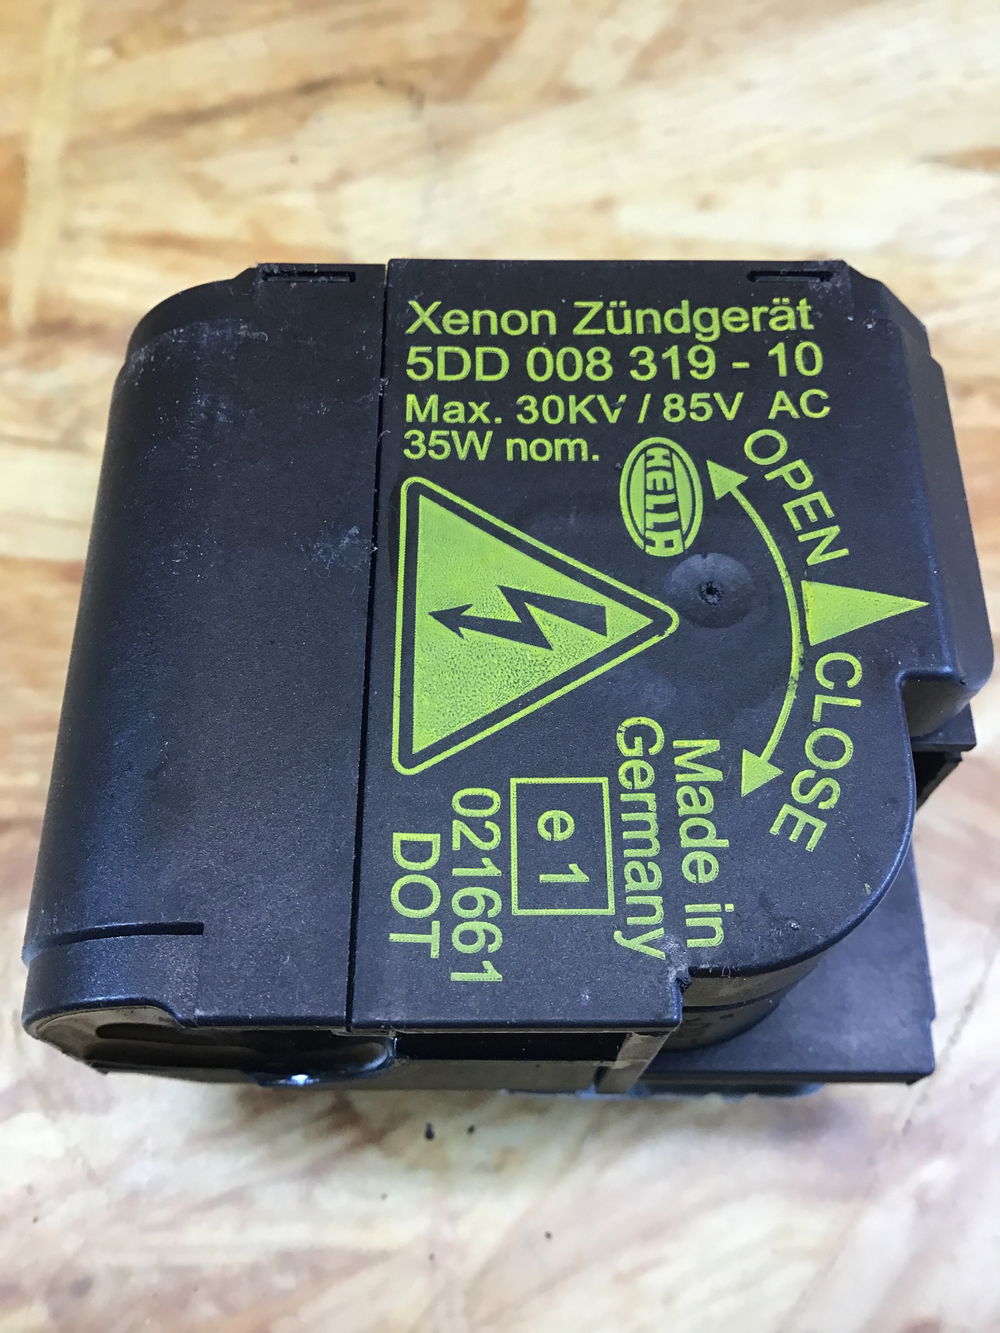 Xenon Zündgerät
5DD 008 319 - 10
Max. 30KV / 85V AC
35W nom.
HELLA
OPEN
CLOSE
Made in
Germany
e 1
021661
DOT